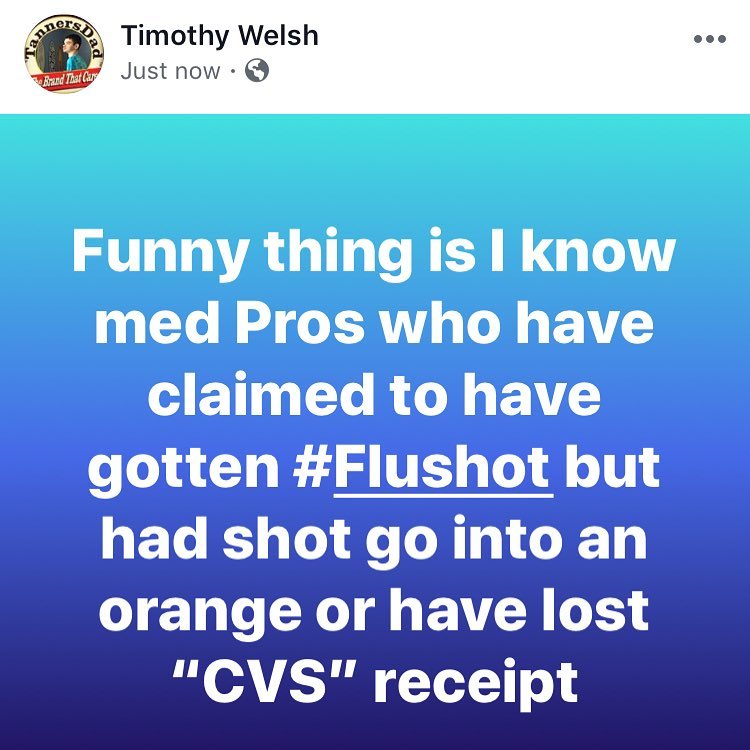 TannersDad
The Brand That Care
Timothy Welsh
Just now ·
Funny thing is I know
med Pros who have
claimed to have
gotten #Flushot but
had shot go into an
orange or have lost
“CVS” receipt